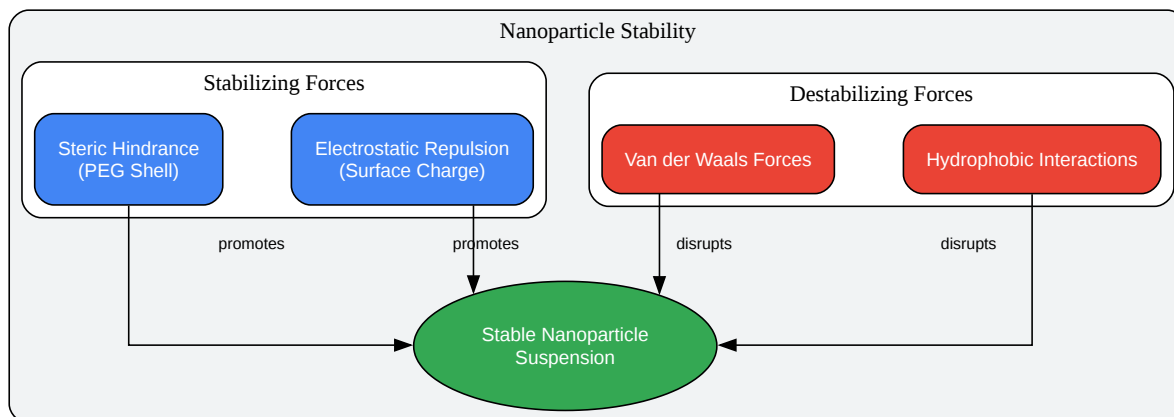 Nanoparticle Stability
Stabilizing Forces
Destabilizing Forces
Steric Hindrance
(PEG Shell)
Electrostatic Repulsion
(Surface Charge)
Van der Waals Forces
Hydrophobic Interactions
promotes
promotes
disrupts
disrupts
Stable Nanoparticle
Suspension